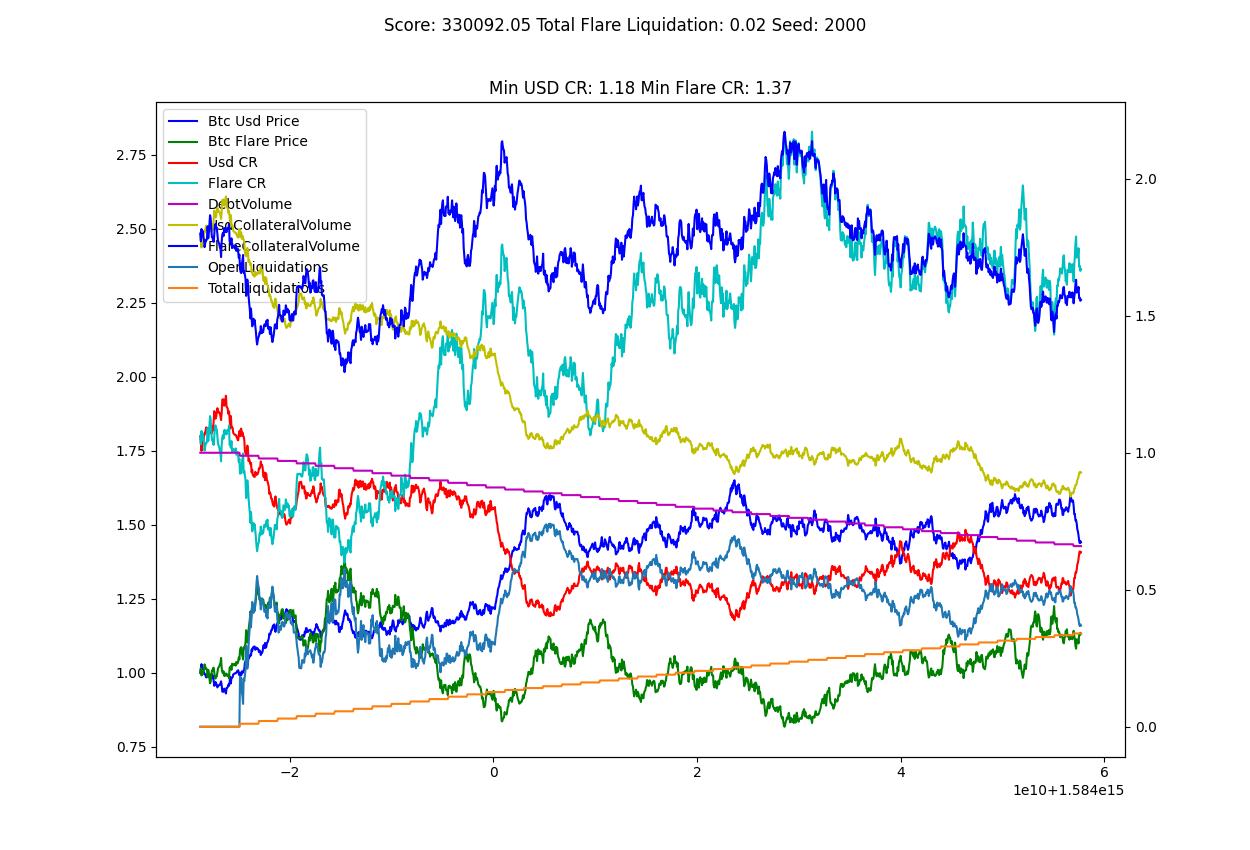 Score: 330092.05 Total Flare Liquidation: 0.02 Seed: 2000
Min USD CR: 1.18 Min Flare CR: 1.37
Btc Usd Price
Btc Flare Price
Usd CR
Flare CR
DebtVolume
UsdCollateralVolume
FlareCollateralVolume
OpenLiquidations
TotalLiquidations
2.75
2.50
2.25
2.00
1.75
1.50
1.25
1.00
0.75
2.0
1.5
1.0
0.5
0.0
−2
0
2
4
6
1e10+1.584e15